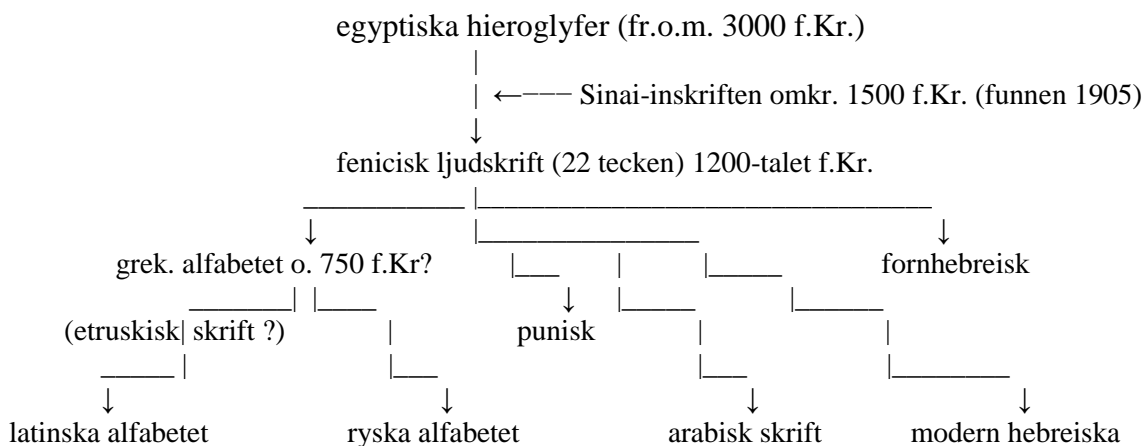 egyptiska hieroglyfer (fr.o.m. 3000 f.Kr.)
Sinai-inskriften omkr. 1500 f.Kr. (funnen 1905)
fenicisk ljudskrift (22 tecken) 1200-talet f.Kr.
grek. alfabetet o. 750 f.Kr? fornhebreisk
(etruskisk skrift ?) punisk
latinska alfabetet ryska alfabetet arabisk skrift modern hebreiska